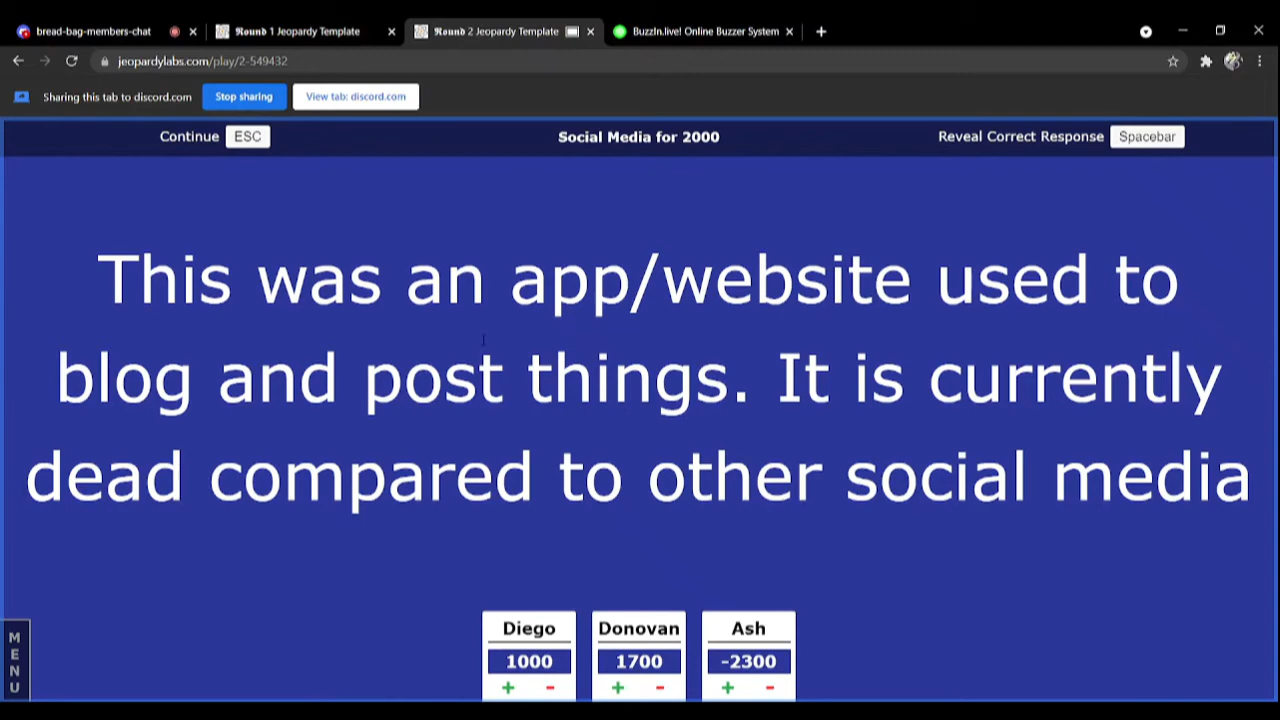 bread-bag-members-chat
Round 1 Jeopardy Template
Round 2 Jeopardy Template
BuzzIn.live! Online Buzzer System
jeopardylabs.com/play/2-549432
Sharing this tab to discord.com
Stop sharing
View tab: discord.com
Continue ESC
Social Media for 2000
Reveal Correct Response Spacebar
This was an app/website used to
blog and post things. It is currently
dead compared to other social media
MENU
Diego
1000
+ -
Donovan
1700
+ -
Ash
-2300
+ -